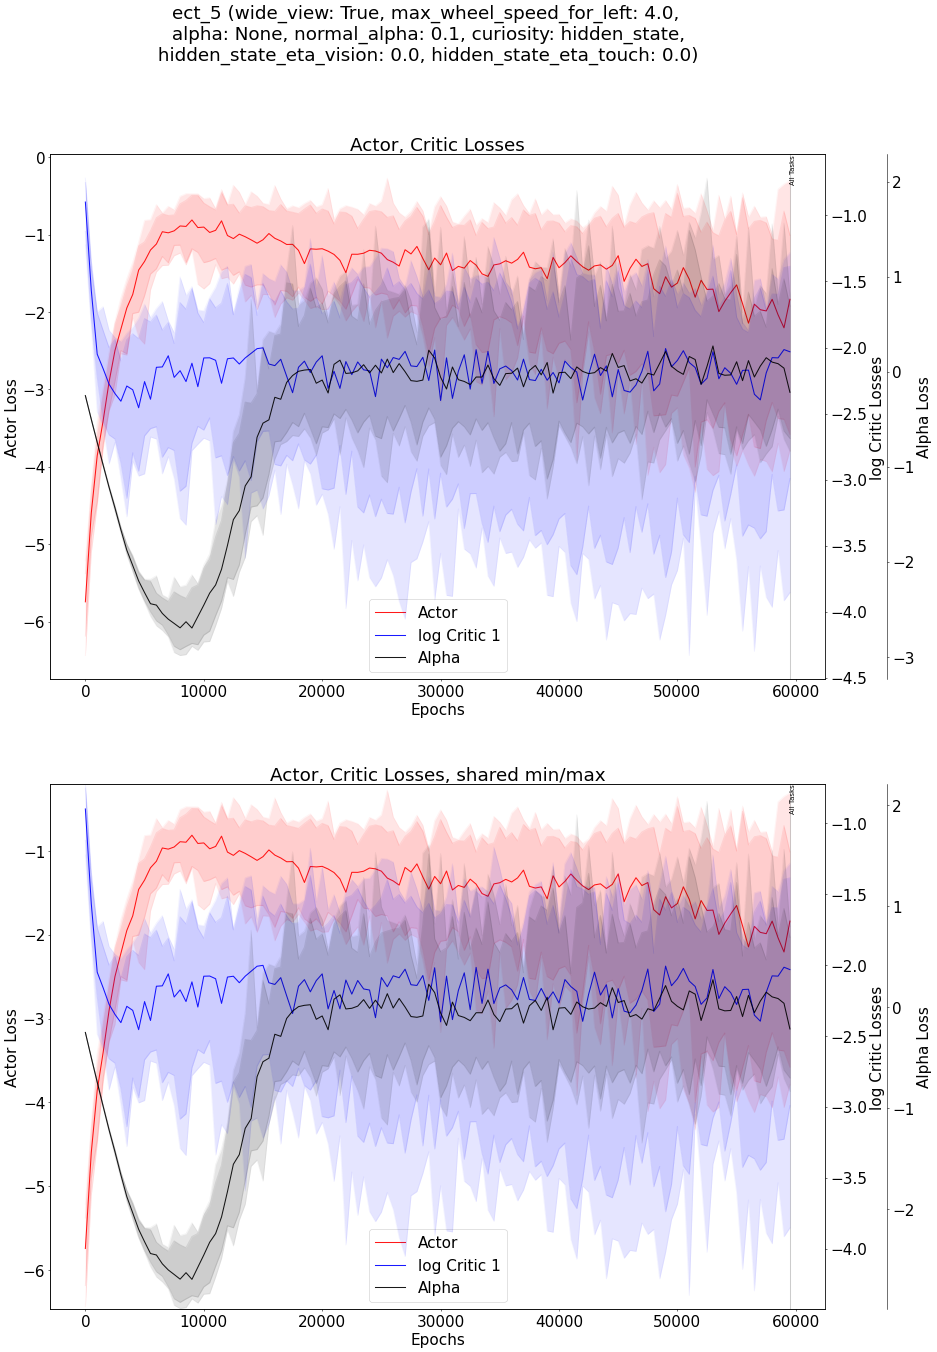 ect_5 (wide_view: True, max_wheel_speed_for_left: 4.0,
alpha: None, normal_alpha: 0.1, curiosity: hidden_state,
hidden_state_eta_vision: 0.0, hidden_state_eta_touch: 0.0)
Actor, Critic Losses
All Tasks
0
−1
−2
−3
−4
−5
−6
Actor Loss
−1.0
−1.5
−2.0
−2.5
−3.0
−3.5
−4.0
−4.5
log Critic Losses
2
1
0
−1
−2
−3
Alpha Loss
Actor
log Critic 1
Alpha
0 10000 20000 30000 40000 50000 60000
Epochs
Actor, Critic Losses, shared min/max
All Tasks
−1
−2
−3
−4
−5
−6
Actor Loss
−1.0
−1.5
−2.0
−2.5
−3.0
−3.5
−4.0
log Critic Losses
2
1
0
−1
−2
Alpha Loss
Actor
log Critic 1
Alpha
0 10000 20000 30000 40000 50000 60000
Epochs